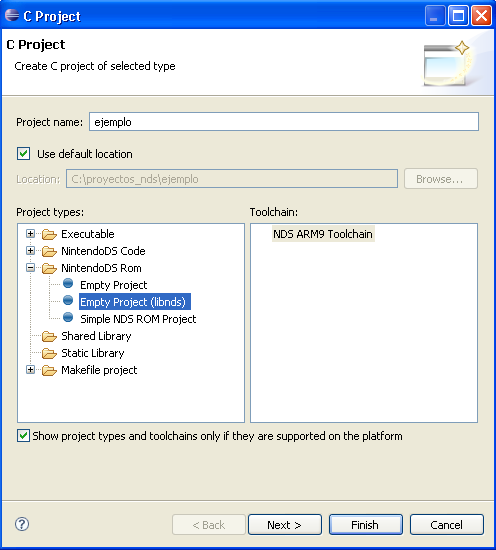 C Project
C Project
Create C project of selected type
Project name: ejemplo
Use default location
Location: C:\proyectos_nds\ejemplo Browse...
Project types: Toolchain:
Executable NDS ARM9 Toolchain
NintendoDS Code
NintendoDS Rom
Empty Project
Empty Project (libnds)
Simple NDS ROM Project
Shared Library
Static Library
Makefile project
Show project types and toolchains only if they are supported on the platform
? < Back Next > Finish Cancel